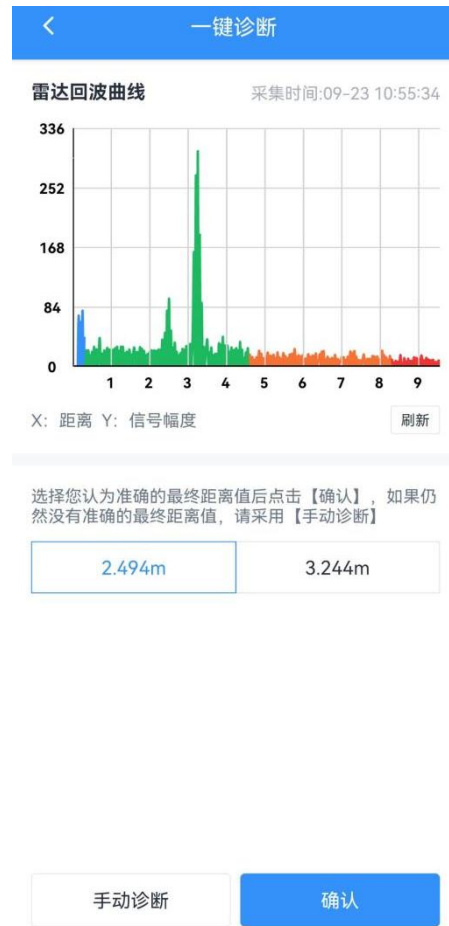 一键诊断
雷达回波曲线 采集时间:09-23 10:55:34
336
252
168
84
0
1 2 3 4 5 6 7 8 9
X: 距离 Y: 信号幅度 刷新
选择您认为准确的最终距离值后点击【确认】, 如果仍
然没有准确的最终距离值, 请采用【手动诊断】
2.494m 3.244m
手动诊断 确认